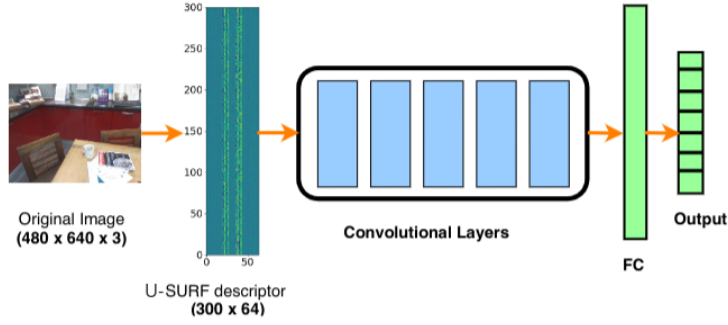 300
250
200
150
100
50
0
0 50
Original Image
(480 x 640 x 3)
U-SURF descriptor
(300 x 64)
Convolutional Layers
FC
Output